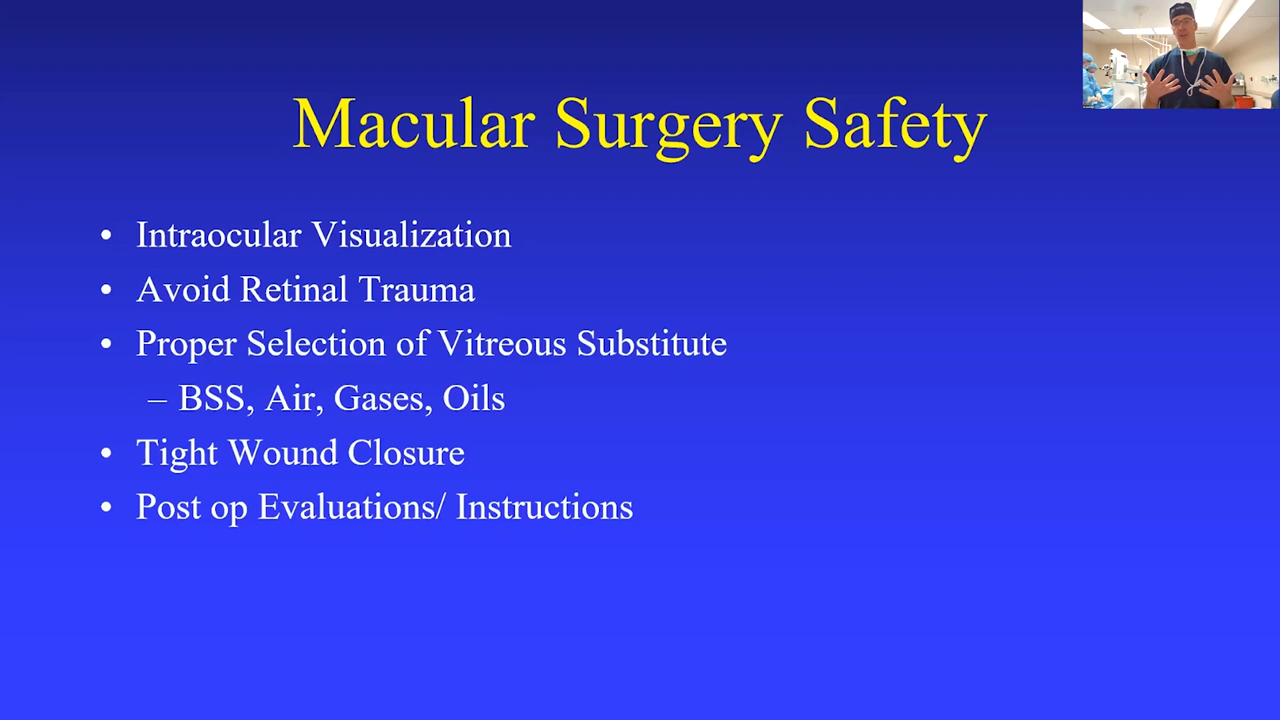 Macular Surgery Safety
• Intraocular Visualization
• Avoid Retinal Trauma
• Proper Selection of Vitreous Substitute
– BSS, Air, Gases, Oils
• Tight Wound Closure
• Post op Evaluations/ Instructions